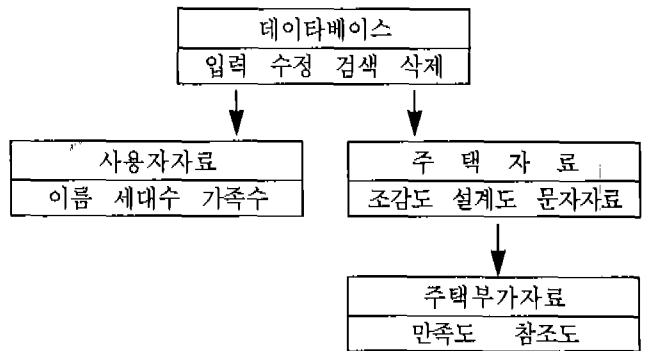 데이타베이스
입력 수정 검색 삭제
사용자자료
이름 세대수 가족수
주 택 자 료
조감도 설계도 문자자료
주택부가자료
만족도 참조도